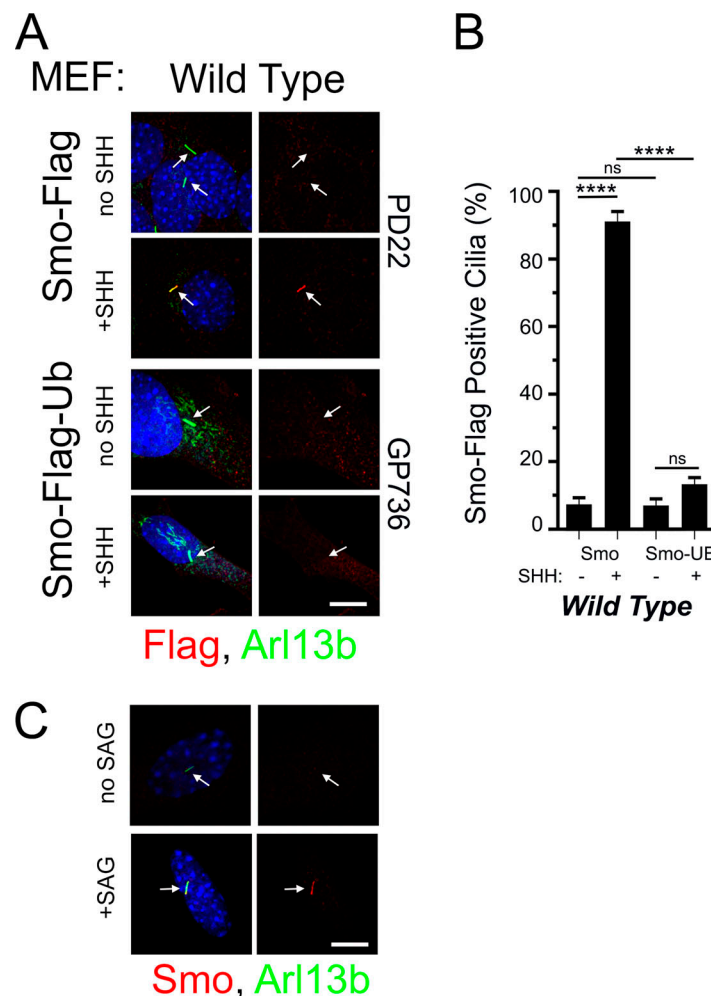 A
MEF: Wild Type
Smo-Flag
no SHH
+SHH
PD22
Smo-Flag-Ub
no SHH
+SHH
GP736
Flag, Arl13b
B
****
ns
****
ns
Smo-Flag Positive Cilia (%)
100
80
60
40
20
0
Smo Smo-UB
SHH: - + - +
Wild Type
C
no SAG
+SAG
Smo, Arl13b